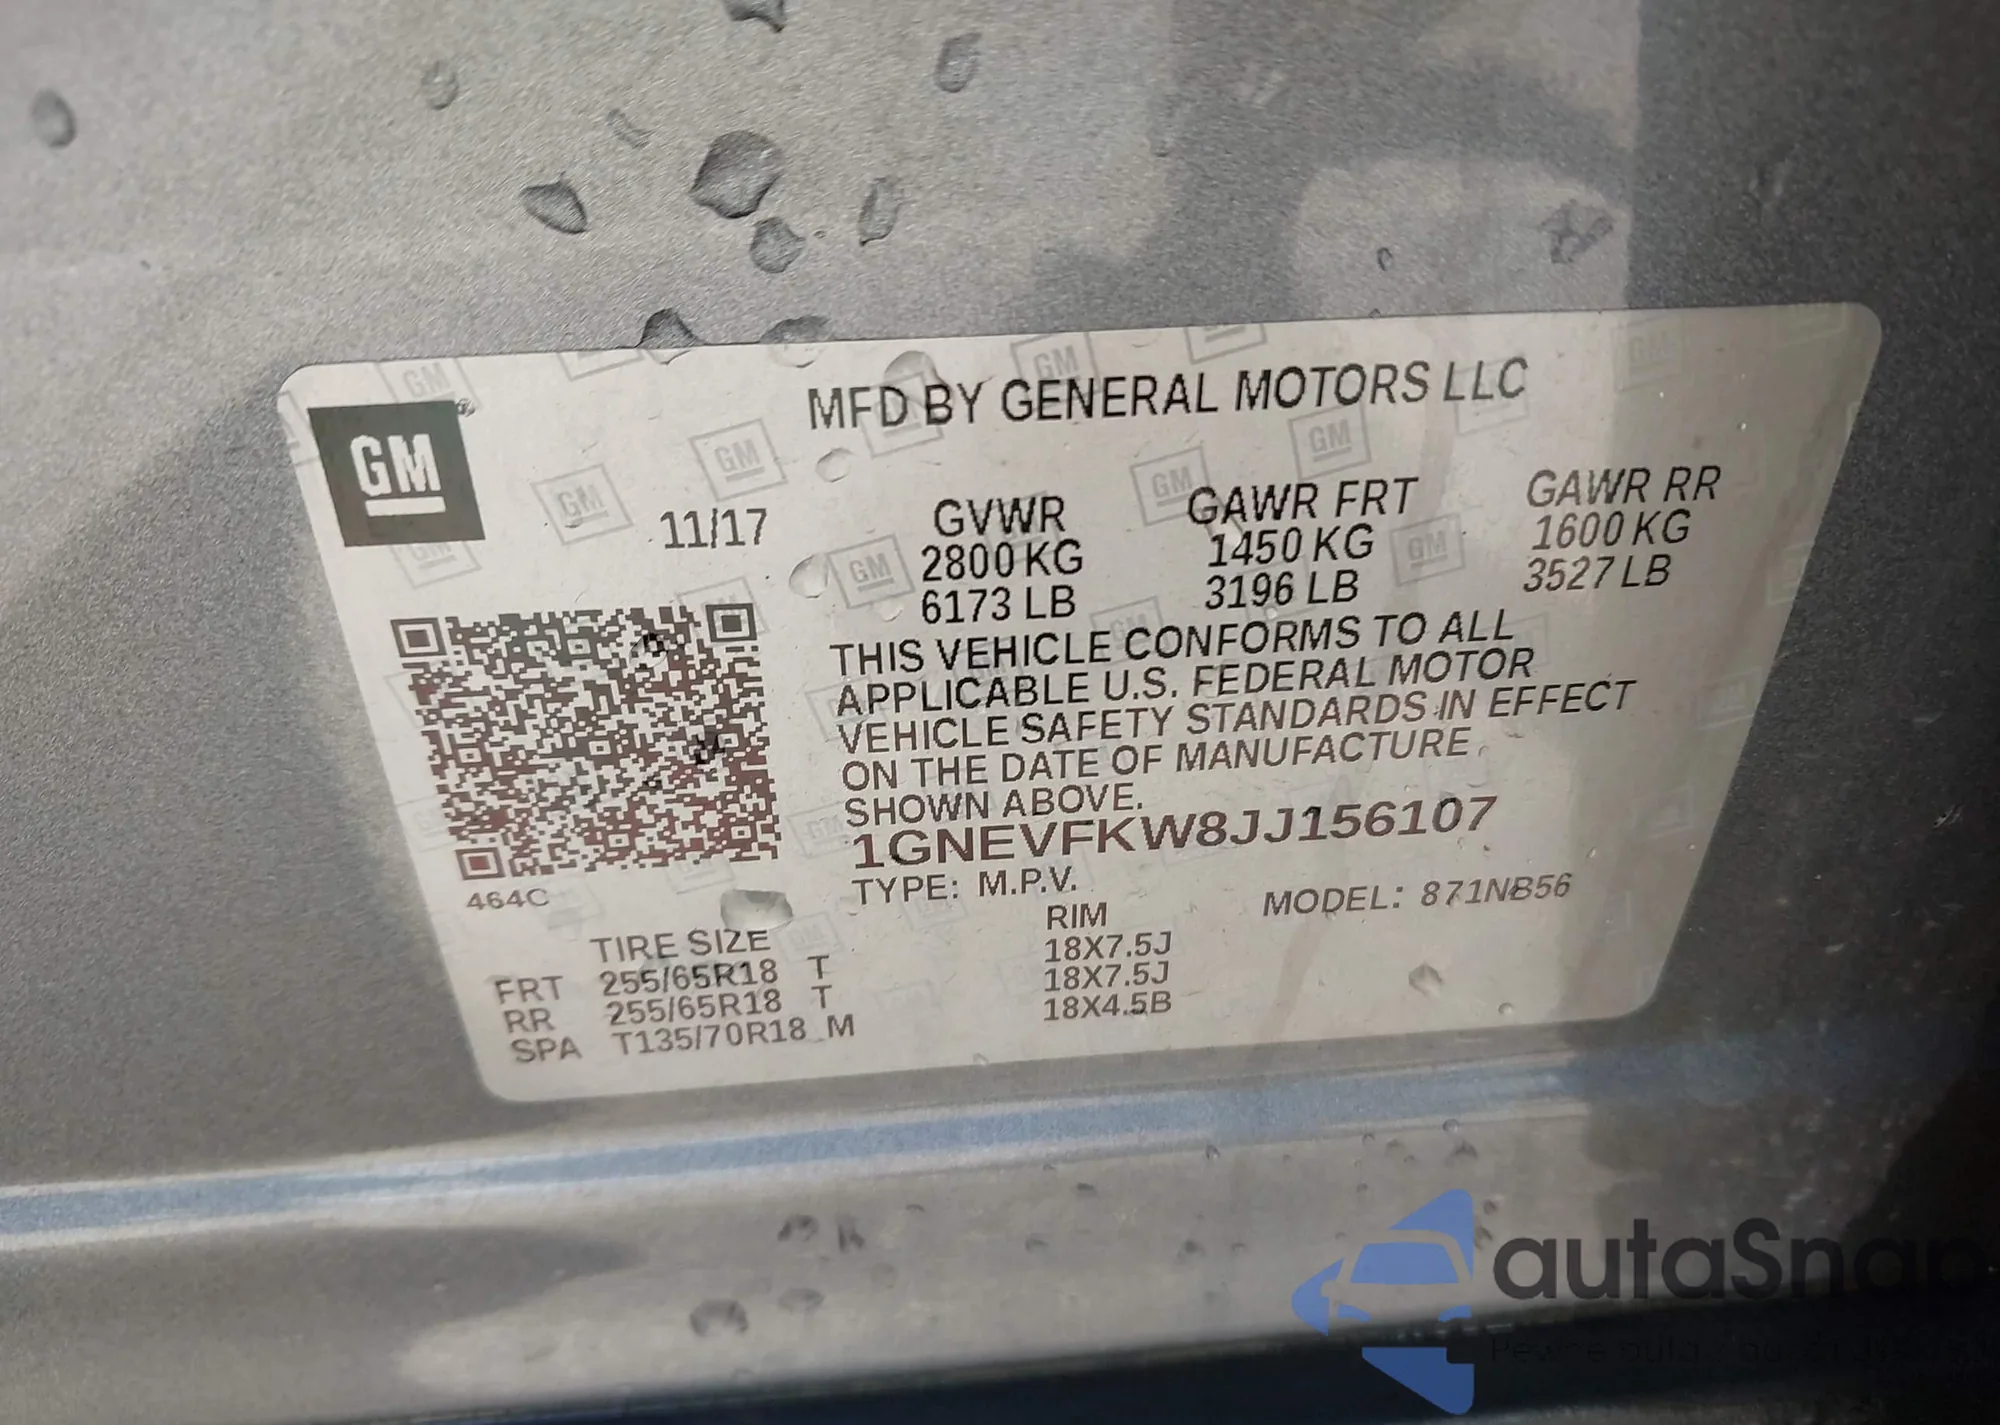 MFD BY GENERAL MOTORS LLC
GM
®
11/17
GVWR GAWR FRT GAWR RR
2800 KG 1450 KG 1600 KG
6173 LB 3196 LB 3527 LB
THIS VEHICLE CONFORMS TO ALL
APPLICABLE U.S. FEDERAL MOTOR
VEHICLE SAFETY STANDARDS IN EFFECT
ON THE DATE OF MANUFACTURE
SHOWN ABOVE.
1GNEVFKW8JJ156107
464C
TYPE: M.P.V. MODEL: 871NB56
TIRE SIZE RIM
FRT 255/65R18 T 18X7.5J
RR 255/65R18 T 18X7.5J
SPA T135/70R18 M 18X4.5B
autaSnap